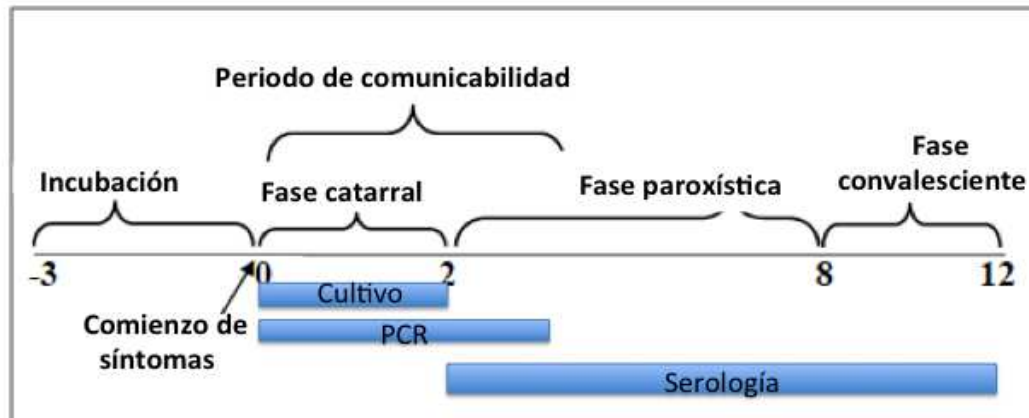 Periodo de comunicabilidad
Incubación
Fase catarral
Fase paroxística
Fase
convalesciente
-3
0
2
8
12
Comienzo de
síntomas
Cultivo
PCR
Serología